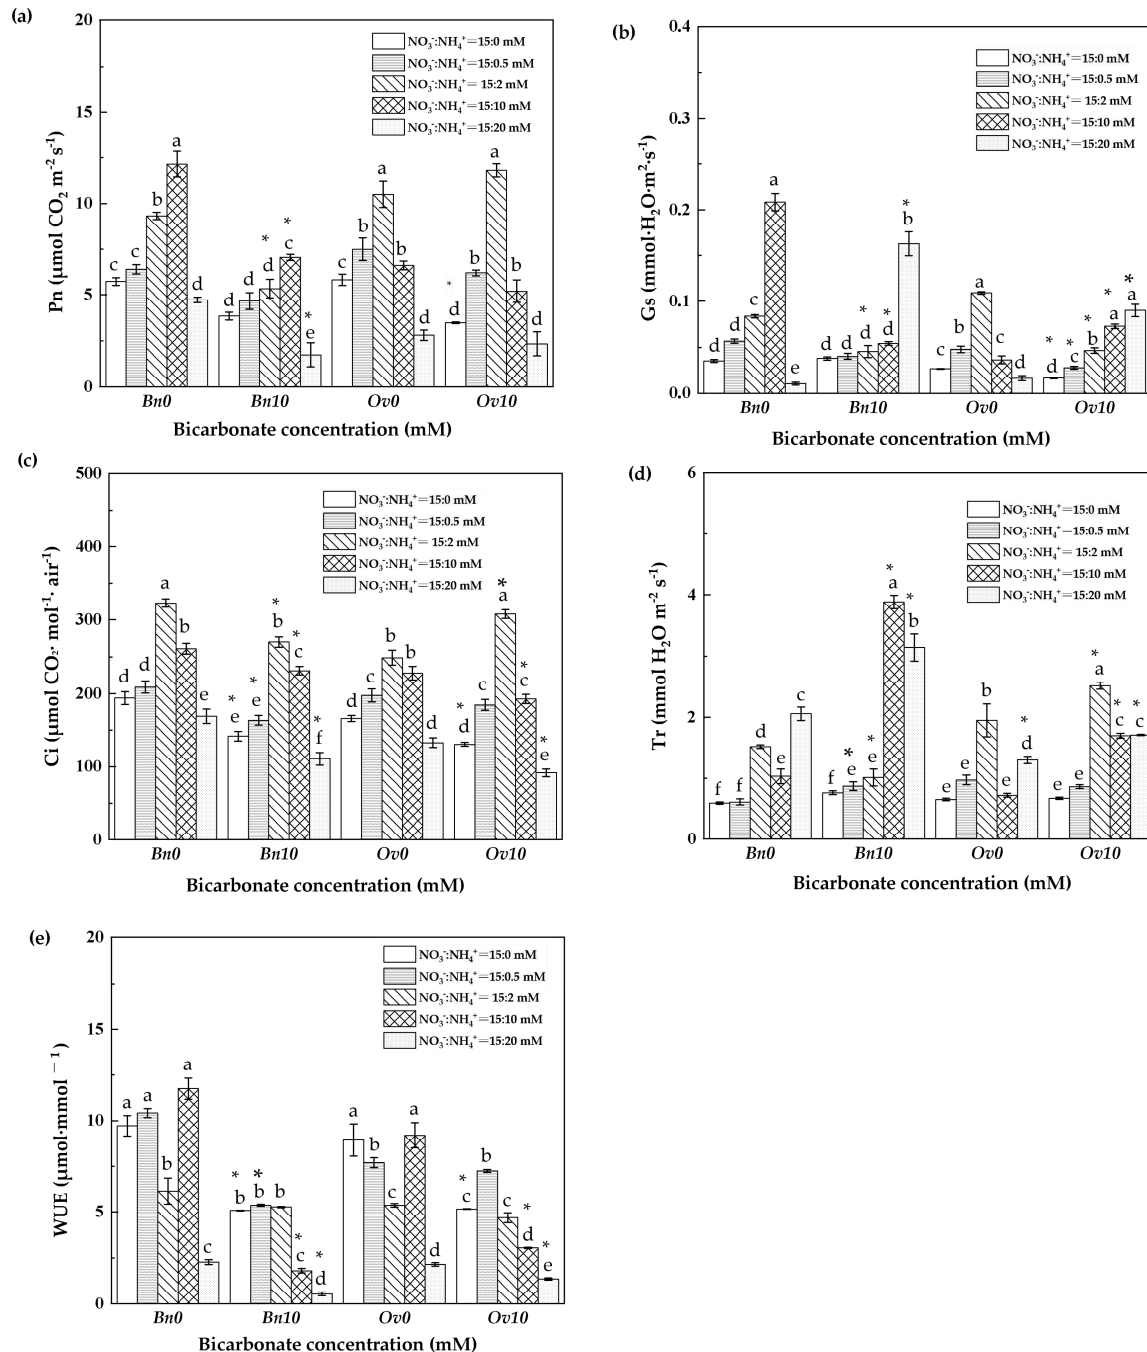 (a)
20
15
10
5
0
Pn (μmol CO₂ m⁻² s⁻¹)
NO₃⁻:NH₄⁺=15:0 mM
NO₃⁻:NH₄⁺=15:0.5 mM
NO₃⁻:NH₄⁺= 15:2 mM
NO₃⁻:NH₄⁺=15:10 mM
NO₃⁻:NH₄⁺=15:20 mM
c c b a d
d d * d * c * e
c b a b d
* d b a b d
Bn0 Bn10 Ov0 Ov10
Bicarbonate concentration (mM)
(b)
0.4
0.3
0.2
0.1
0.0
Gs (mmol·H₂O·m²·s⁻¹)
NO₃⁻:NH₄⁺=15:0 mM
NO₃⁻:NH₄⁺=15:0.5 mM
NO₃⁻:NH₄⁺= 15:2 mM
NO₃⁻:NH₄⁺=15:10 mM
NO₃⁻:NH₄⁺=15:20 mM
d d c a e
d d * d * d * b
c b a c d
* d * c * b * a * a
Bn0 Bn10 Ov0 Ov10
Bicarbonate concentration (mM)
(c)
500
400
300
200
100
0
Ci (μmol CO₂· mol⁻¹· air⁻¹)
NO₃⁻:NH₄⁺=15:0 mM
NO₃⁻:NH₄⁺=15:0.5 mM
NO₃⁻:NH₄⁺= 15:2 mM
NO₃⁻:NH₄⁺=15:10 mM
NO₃⁻:NH₄⁺=15:20 mM
d d a b e
* e * e * b * c * f
d c b b d
* d c * a * c * e
Bn0 Bn10 Ov0 Ov10
Bicarbonate concentration (mM)
(d)
6
4
2
0
Tr (mmol H₂O m⁻² s⁻¹)
NO₃⁻:NH₄⁺=15:0 mM
NO₃⁻:NH₄⁺−15:0.5 mM
NO₃⁻:NH₄⁺= 15:2 mM
NO₃⁻:NH₄⁺=15:10 mM
NO₃⁻:NH₄⁺=15:20 mM
f f d e c
e * e * e * a * b
e e b e * d
e e * a * c * c
Bn0 Bn10 Ov0 Ov10
Bicarbonate concentration (mM)
(e)
20
15
10
5
0
WUE (μmol·mmol⁻¹)
NO₃⁻:NH₄⁺=15:0 mM
NO₃⁻:NH₄⁺=15:0.5 mM
NO₃⁻:NH₄⁺= 15:2 mM
NO₃⁻:NH₄⁺=15:10 mM
NO₃⁻:NH₄⁺=15:20 mM
a a b a c
* b * b b * c * d
a b c a d
* c b c * d * e
Bn0 Bn10 Ov0 Ov10
Bicarbonate concentration (mM)